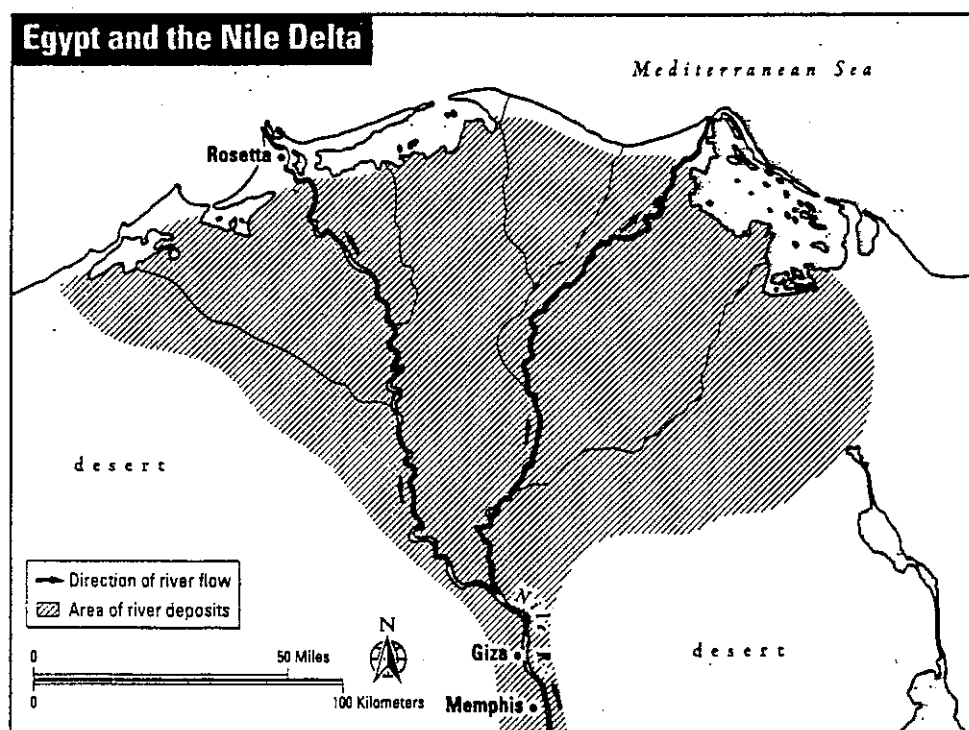 Egypt and the Nile Delta
Mediterranean Sea
Rosetta
desert
Direction of river flow
Area of river deposits
N
0 50 Miles
0 100 Kilometers
Giza
Memphis
desert